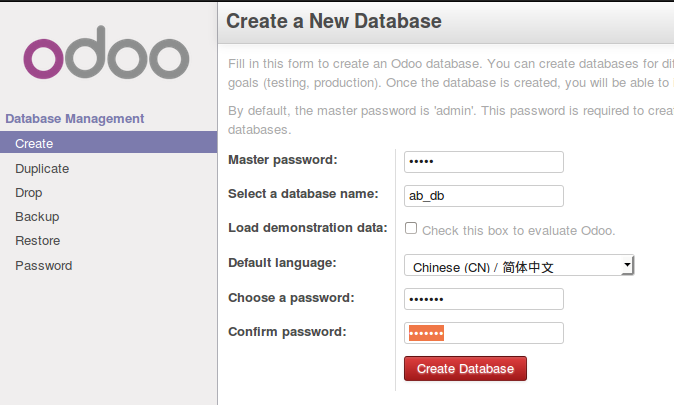 odoo
Database Management
Create
Duplicate
Drop
Backup
Restore
Password
Create a New Database
Fill in this form to create an Odoo database. You can create databases for
goals (testing, production). Once the database is created, you will be able to
By default, the master password is 'admin'. This password is required to
databases.
Master password:
•••••
Select a database name:
ab_db
Load demonstration data:
Check this box to evaluate Odoo.
Default language:
Chinese (CN) / 简体中文
Choose a password:
•••••••
Confirm password:
•••••••
Create Database